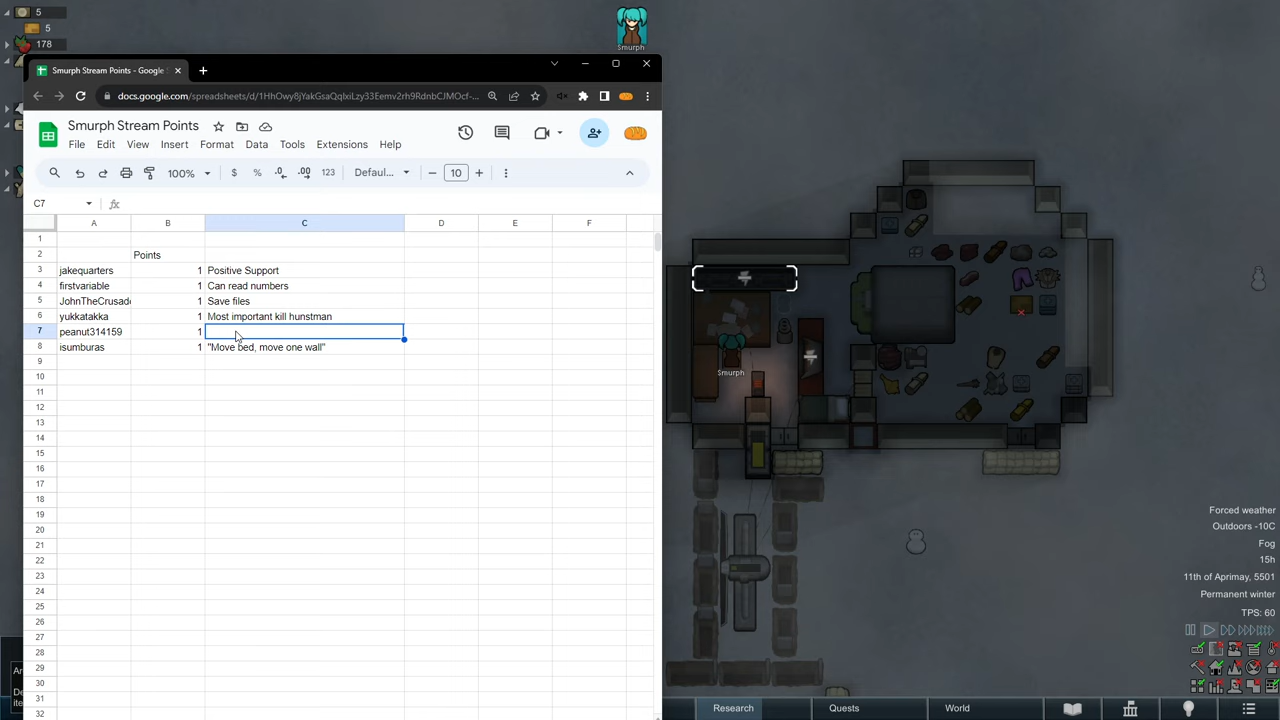 5
5
178
Smurph
Smurph Stream Points - Google S
docs.google.com/spreadsheets/d/1HhOwy8jYakGsaQqlxiLzy33Eemv2rh9RdnbCJMOcf-...
Smurph Stream Points
File Edit View Insert Format Data Tools Extensions Help
100% $ % .0 .00 123 Defaul... 10
C7 fx
A B C D E F
1
2 Points
3 jakequarters 1 Positive Support
4 firstvariable 1 Can read numbers
5 JohnTheCrusade 1 Save files
6 yukkatakka 1 Most important kill hunstman
7 peanut314159 1
8 isumburas 1 "Move bed, move one wall"
9
10
11
12
13
14
15
16
17
18
19
20
21
22
23
24
25
26
27
28
29
30
31
32
Smurph
Forced weather
Outdoors -10C
Fog
15h
11th of Aprimay, 5501
Permanent winter
TPS: 60
Ar
De
ite
Research Quests World